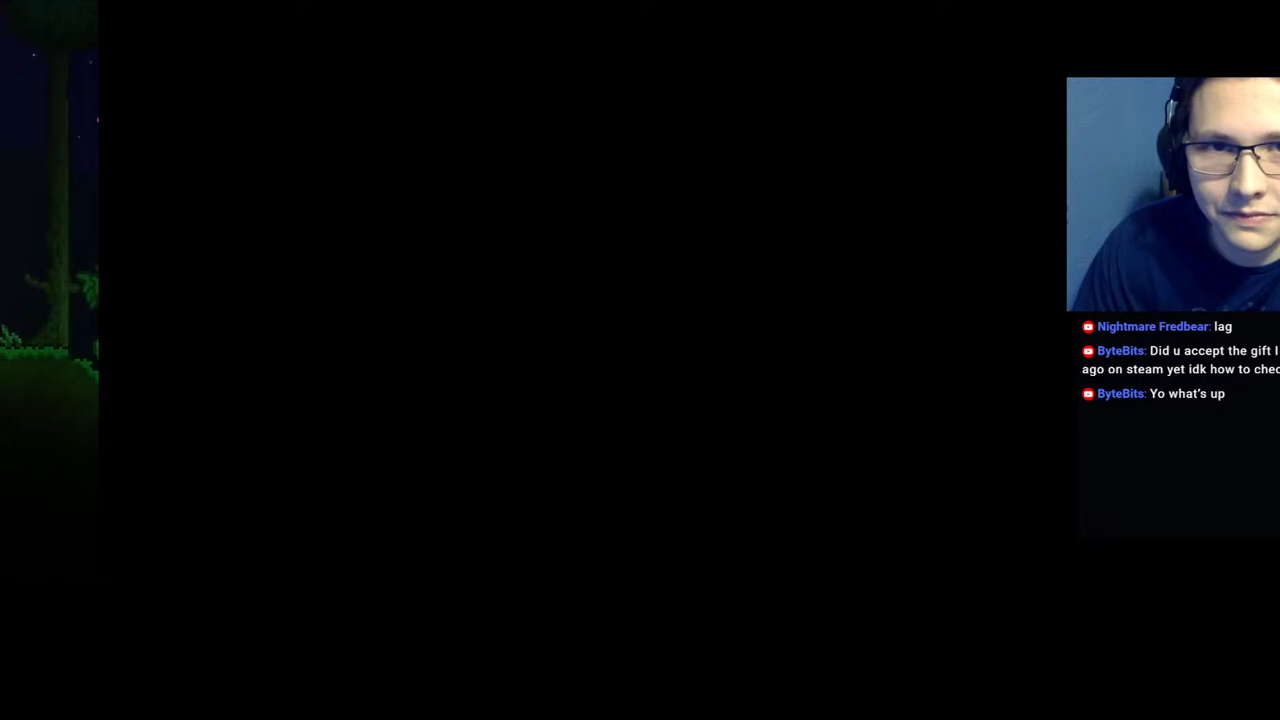 Nightmare Fredbear: lag
ByteBits: Did u accept the gift I
ago on steam yet idk how to chec
ByteBits: Yo what's up